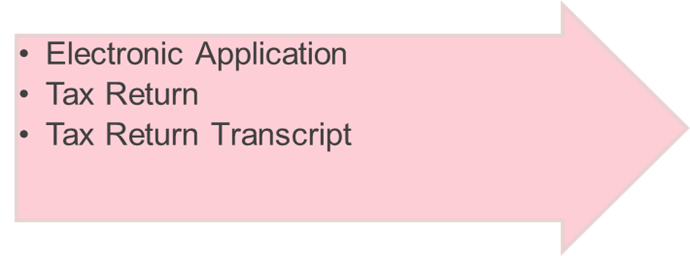 • Electronic Application
• Tax Return
• Tax Return Transcript